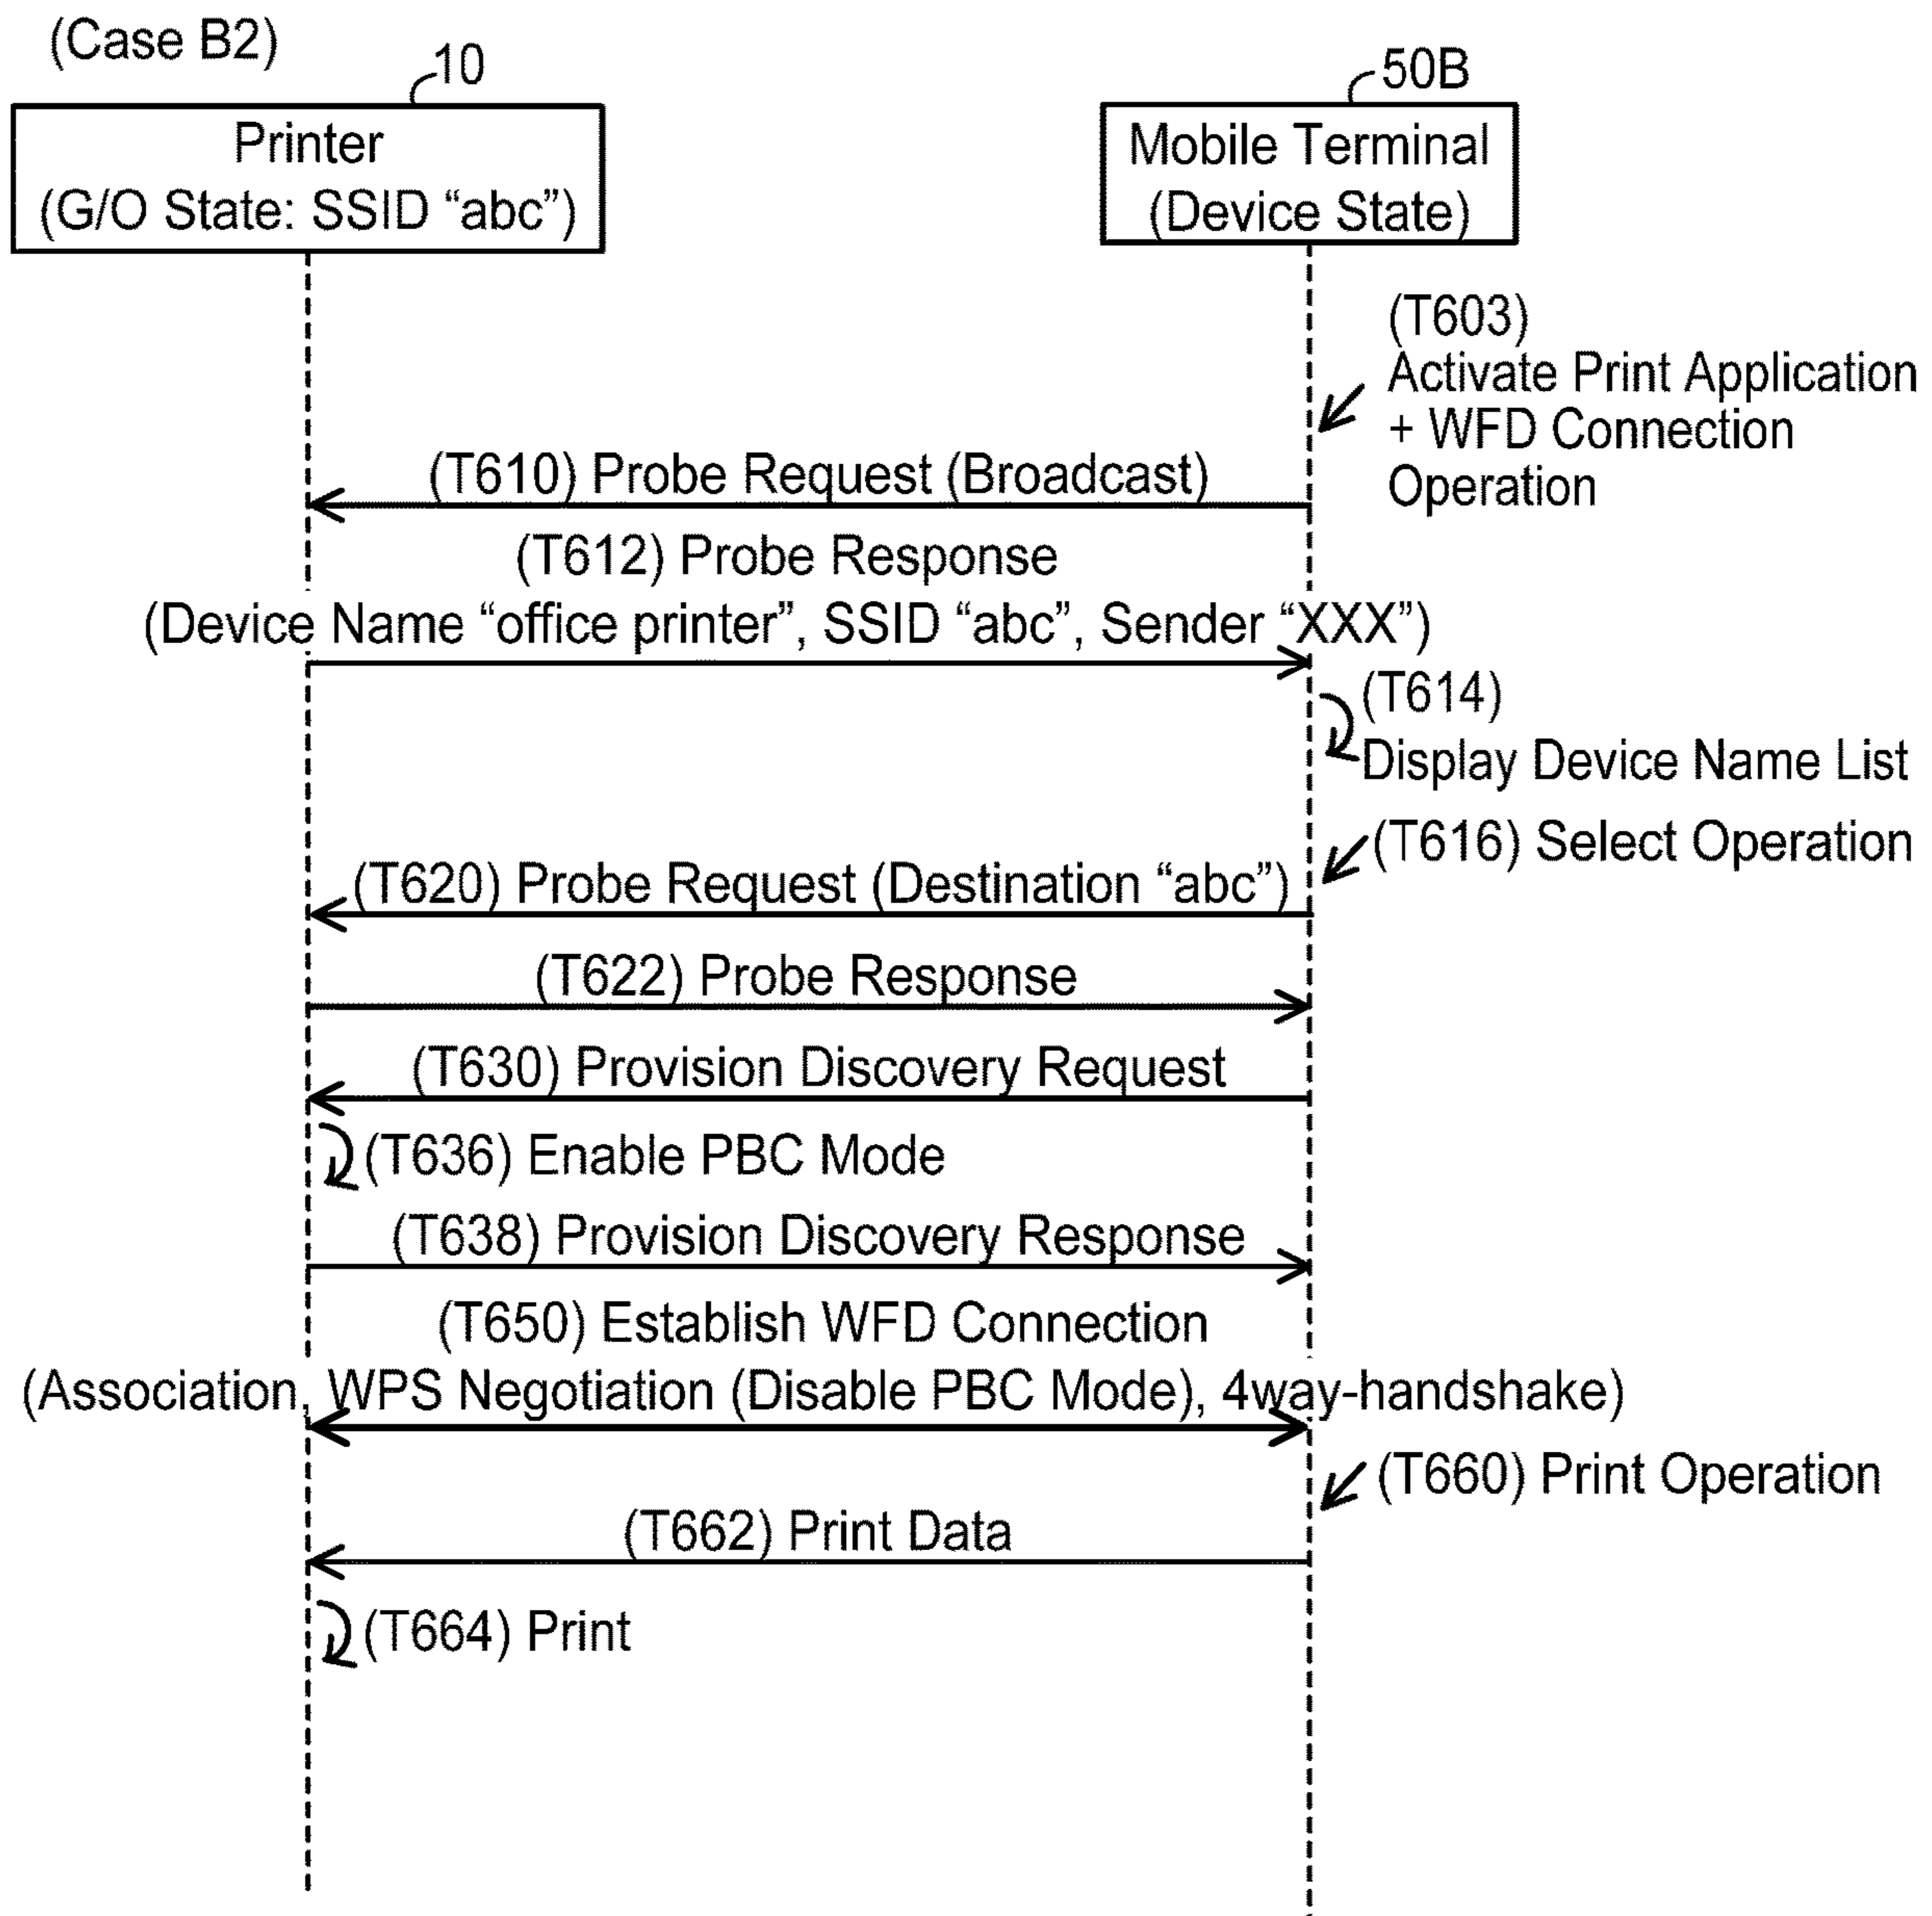 (Case B2)
10
50B
Printer
(G/O State: SSID “abc”)
Mobile Terminal
(Device State)
(T603)
Activate Print Application
+ WFD Connection
Operation
(T610) Probe Request (Broadcast)
(T612) Probe Response
(Device Name “office printer”, SSID “abc”, Sender “XXX”)
(T614)
Display Device Name List
(T616) Select Operation
(T620) Probe Request (Destination “abc”)
(T622) Probe Response
(T630) Provision Discovery Request
(T636) Enable PBC Mode
(T638) Provision Discovery Response
(T650) Establish WFD Connection
(Association, WPS Negotiation (Disable PBC Mode), 4way-handshake)
(T660) Print Operation
(T662) Print Data
(T664) Print